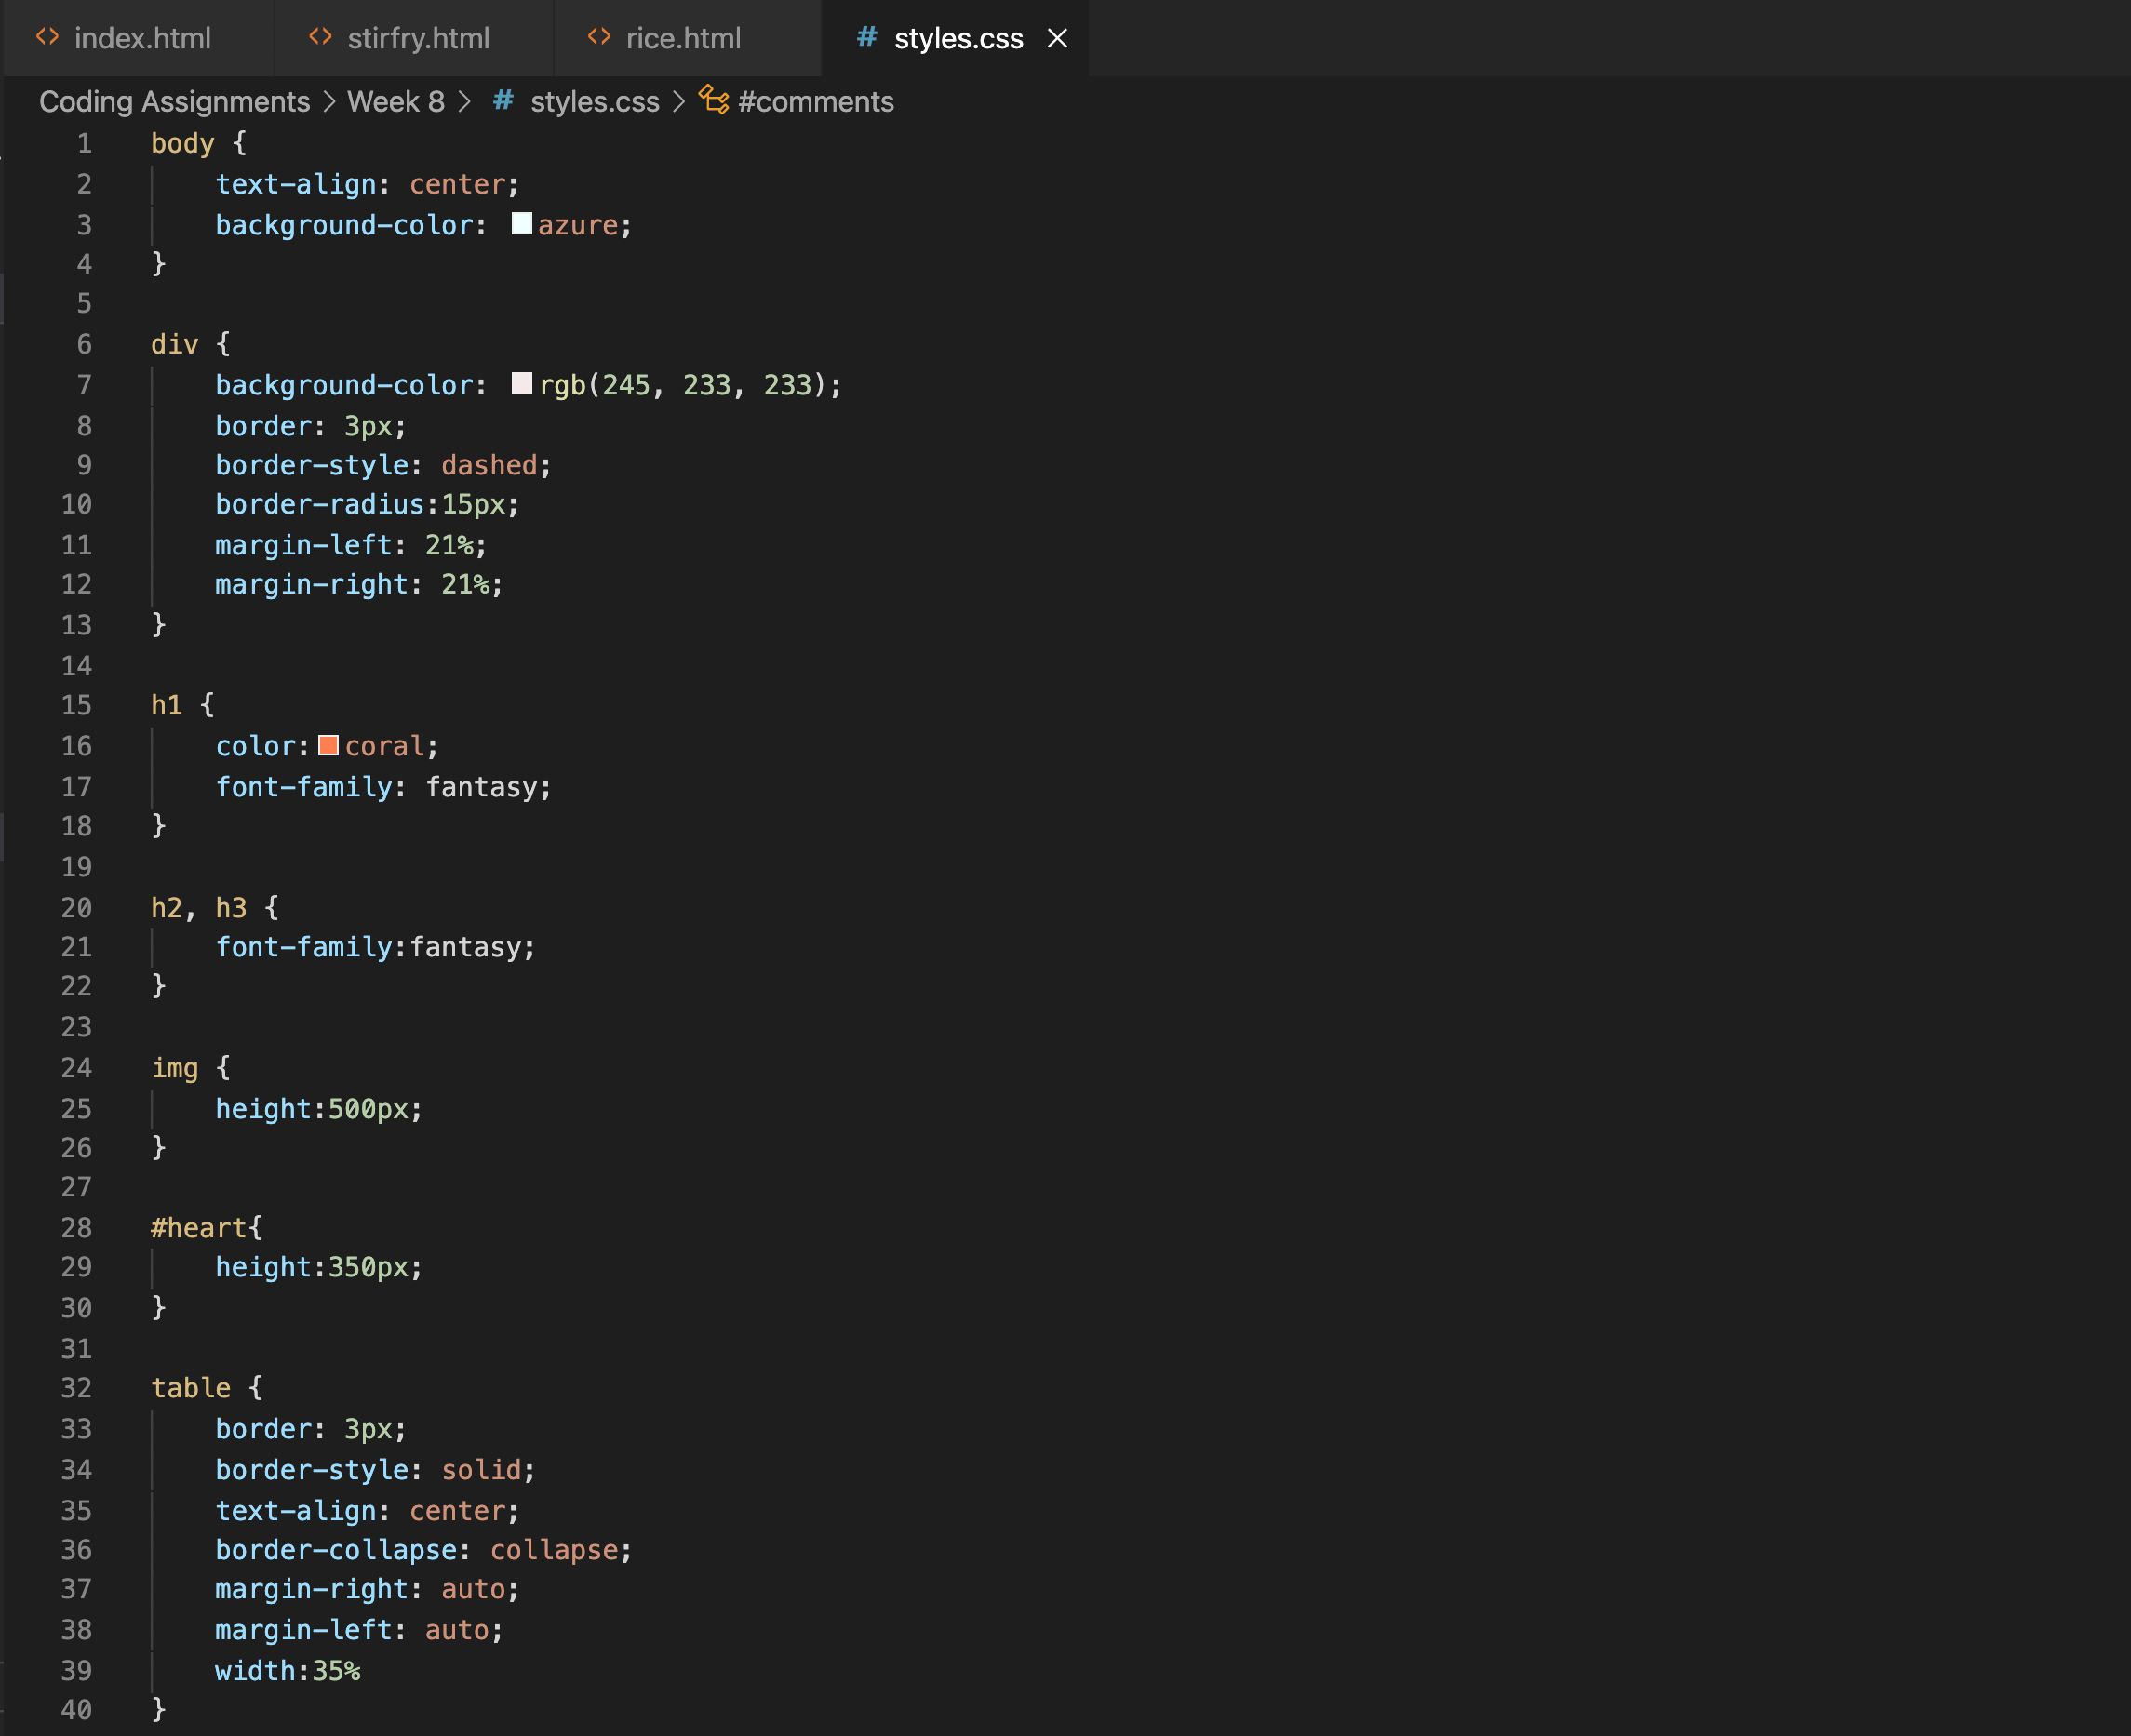 index.html stirfry.html rice.html styles.css
Coding Assignments > Week 8 > # styles.css > #comments
1 body {
2     text-align: center;
3     background-color: azure;
4 }
5
6 div {
7     background-color: rgb(245, 233, 233);
8     border: 3px;
9     border-style: dashed;
10     border-radius:15px;
11     margin-left: 21%;
12     margin-right: 21%;
13 }
14
15 h1 {
16     color: coral;
17     font-family: fantasy;
18 }
19
20 h2, h3 {
21     font-family:fantasy;
22 }
23
24 img {
25     height:500px;
26 }
27
28 #heart{
29     height:350px;
30 }
31
32 table {
33     border: 3px;
34     border-style: solid;
35     text-align: center;
36     border-collapse: collapse;
37     margin-right: auto;
38     margin-left: auto;
39     width:35%
40 }